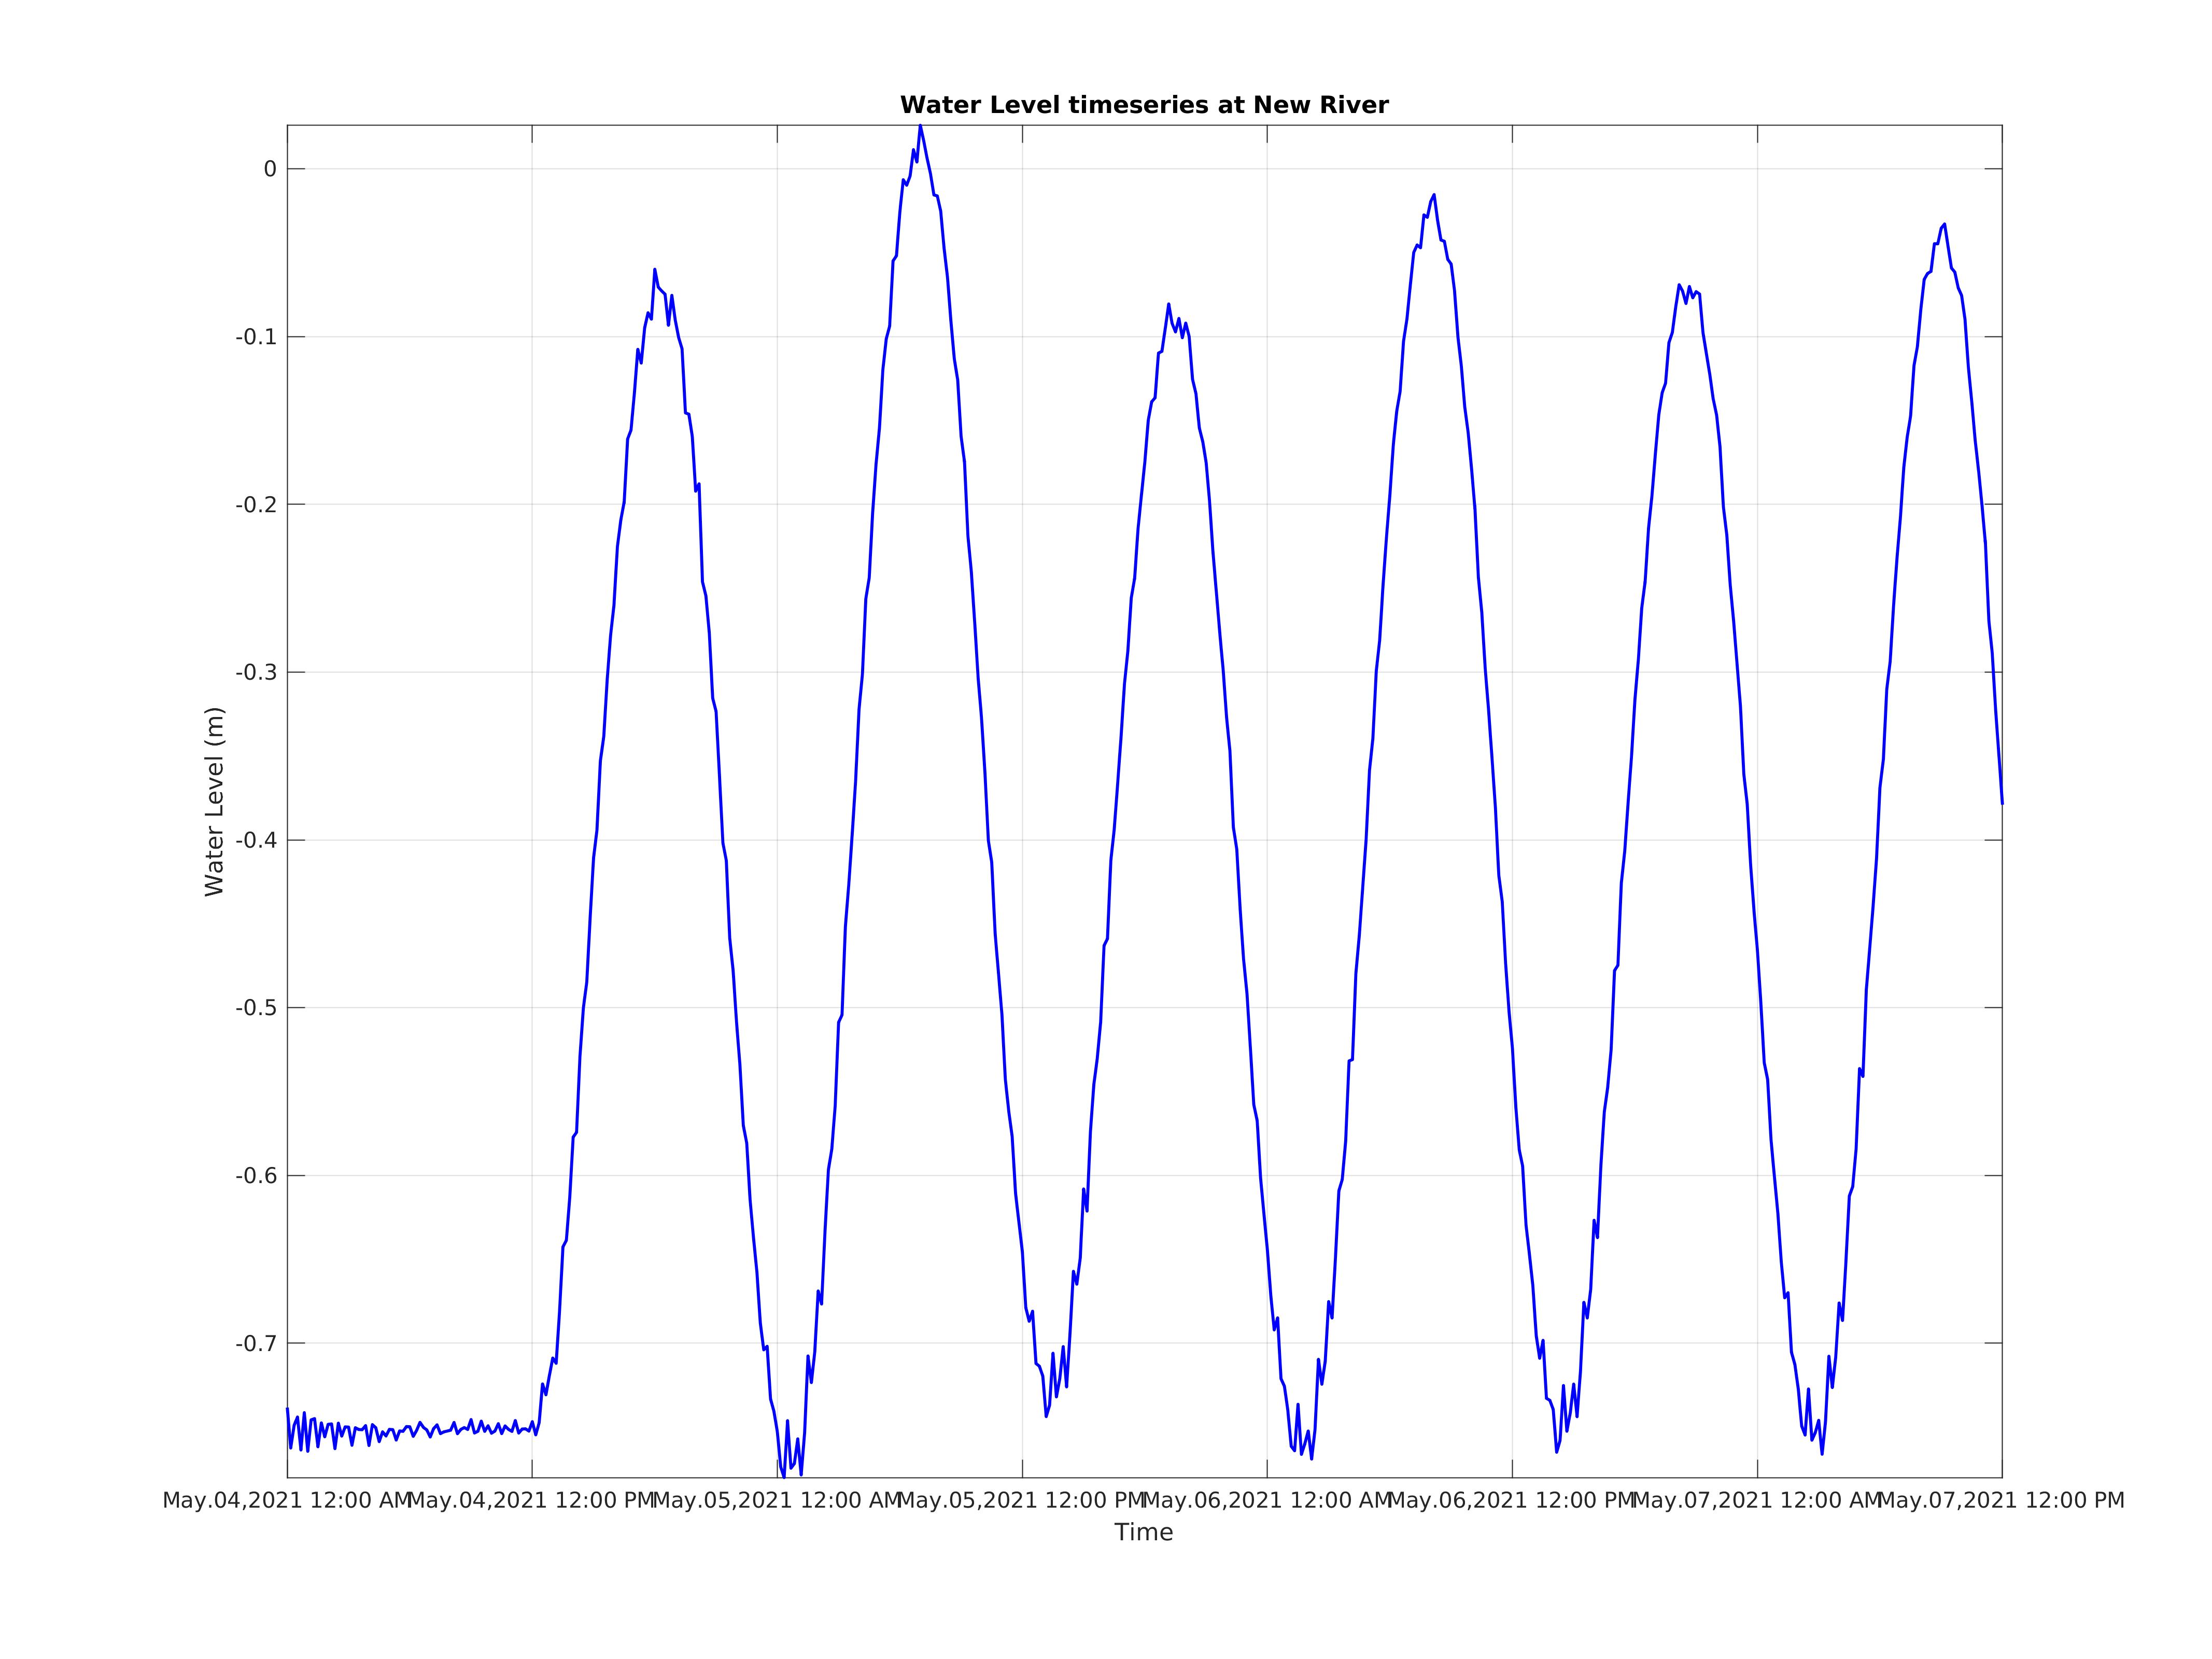 Water Level timeseries at New River
0
-0.1
-0.2
-0.3
-0.4
-0.5
-0.6
-0.7
Water Level (m)
May.04,2021 12:00 AM May.04,2021 12:00 PM May.05,2021 12:00 AM May.05,2021 12:00 PM May.06,2021 12:00 AM May.06,2021 12:00 PM May.07,2021 12:00 AM May.07,2021 12:00 PM
Time